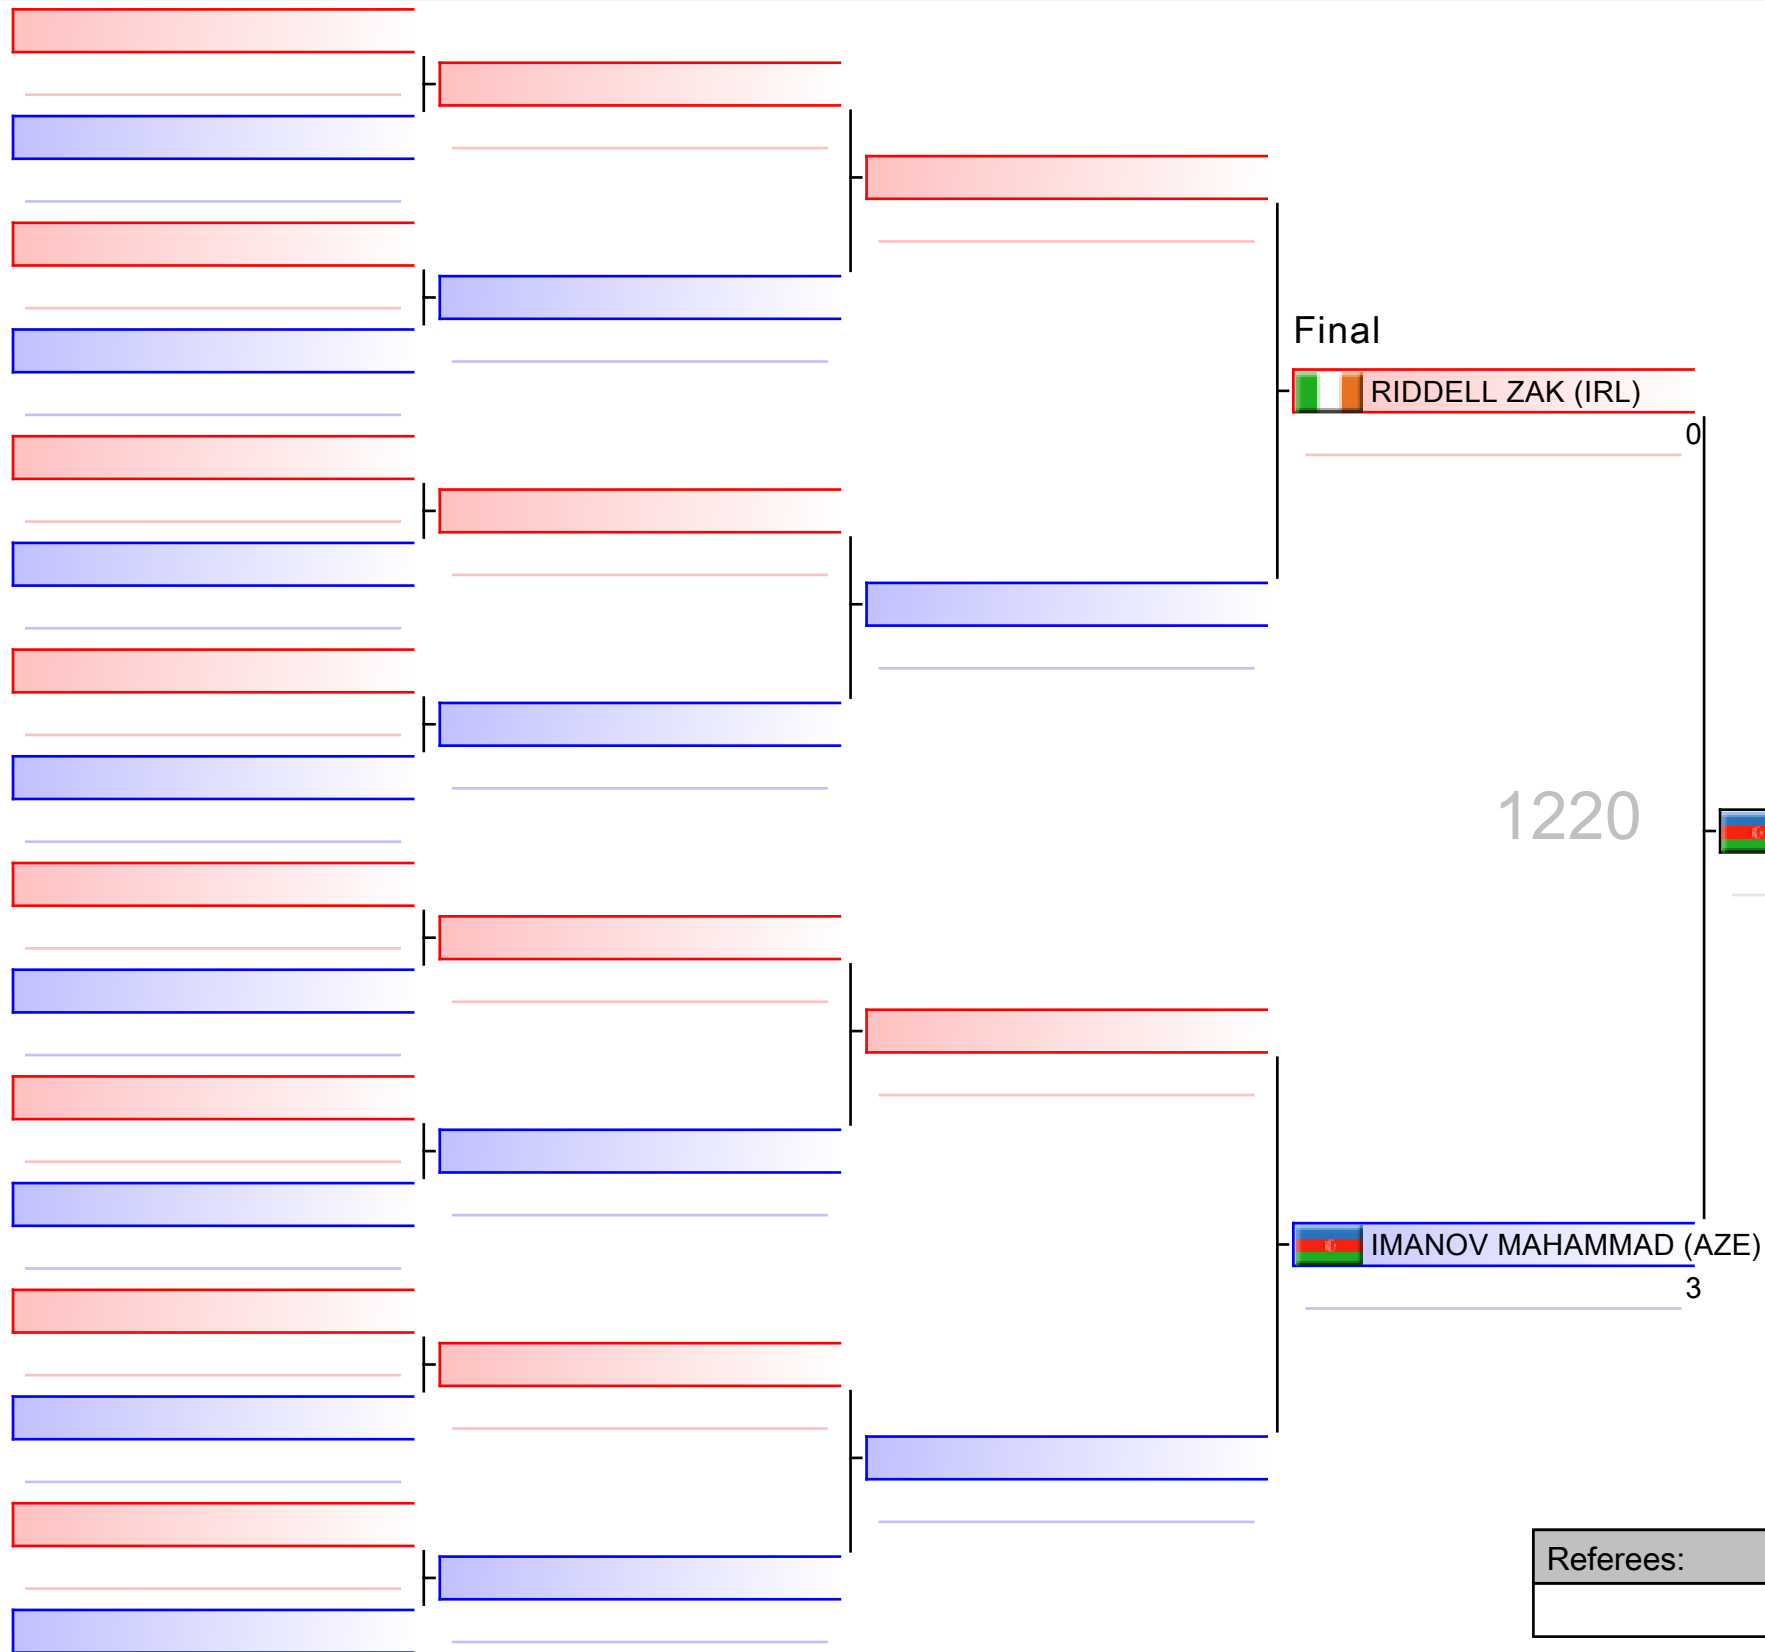 Final
RIDDELL ZAK (IRL)
0
1220
IMANOV MAHAMMAD (AZE)
3
Referees: